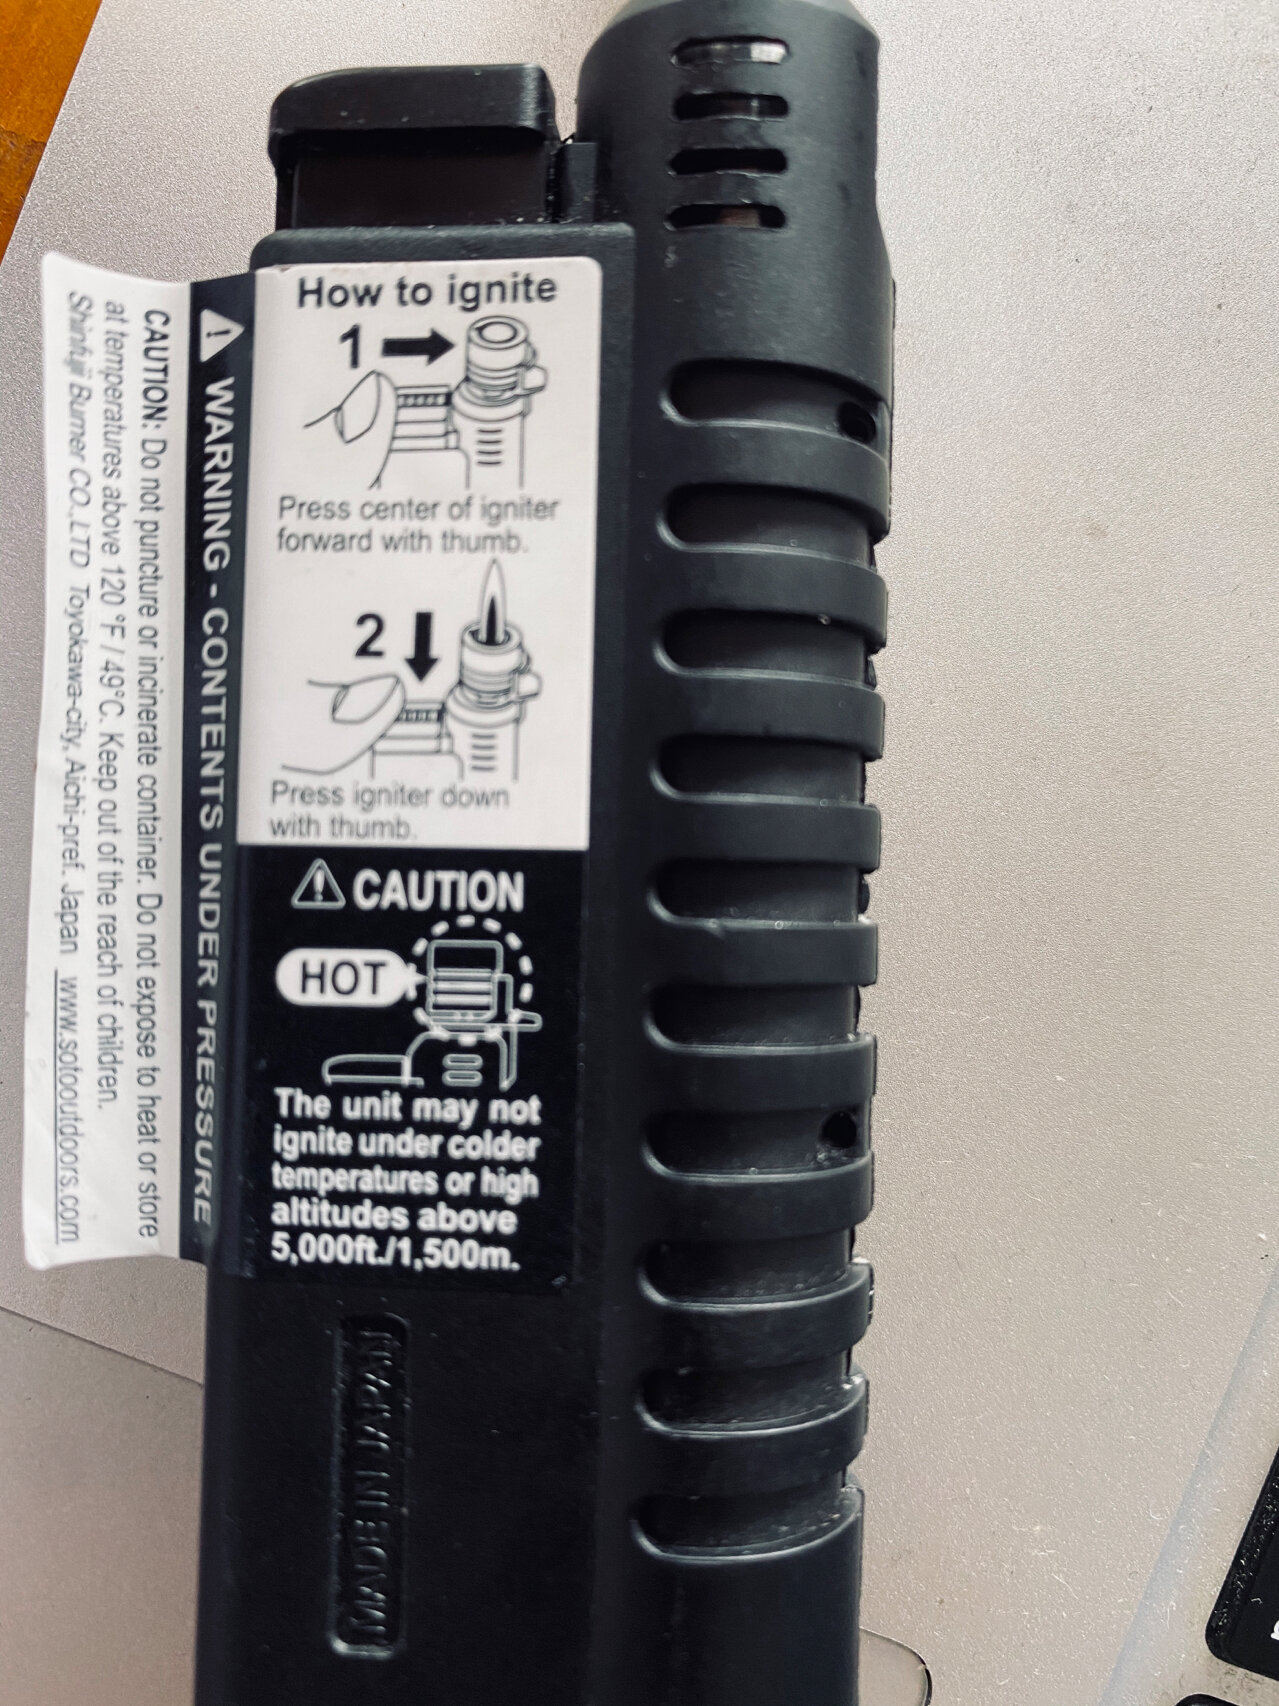 How to ignite
1
Press center of igniter
forward with thumb.
2
Press igniter down
with thumb.
CAUTION
HOT
The unit may not
ignite under colder
temperatures or high
altitudes above
5,000ft./1,500m.
WARNING - CONTENTS UNDER PRESSURE
CAUTION: Do not puncture or incinerate container. Do not expose to heat or store
at temperatures above 120 °F / 49°C. Keep out of the reach of children.
Shinfuji Burner CO.,LTD Toyokawa-city, Aichi-pref. Japan www.sotooutdoors.com
MADE IN JAPAN